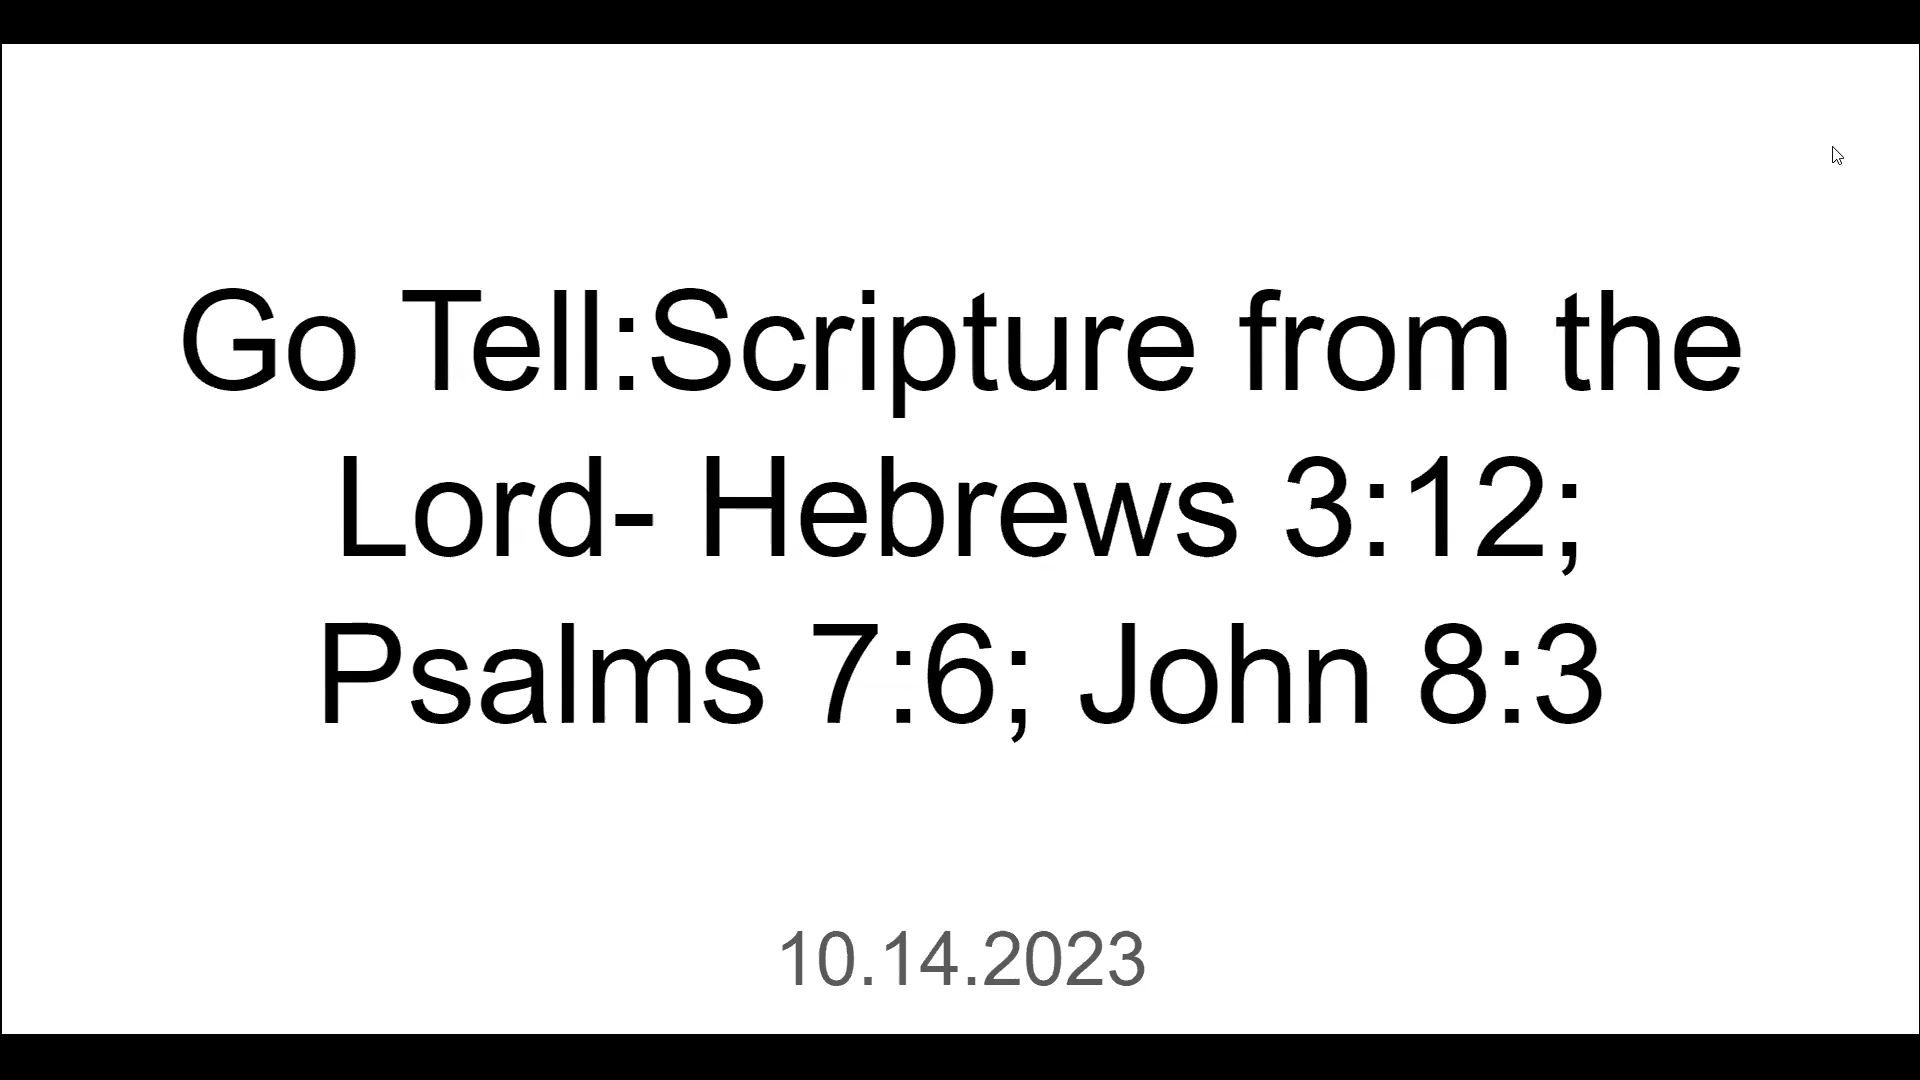 Go Tell:Scripture from the
Lord- Hebrews 3:12;
Psalms 7:6; John 8:3
10.14.2023